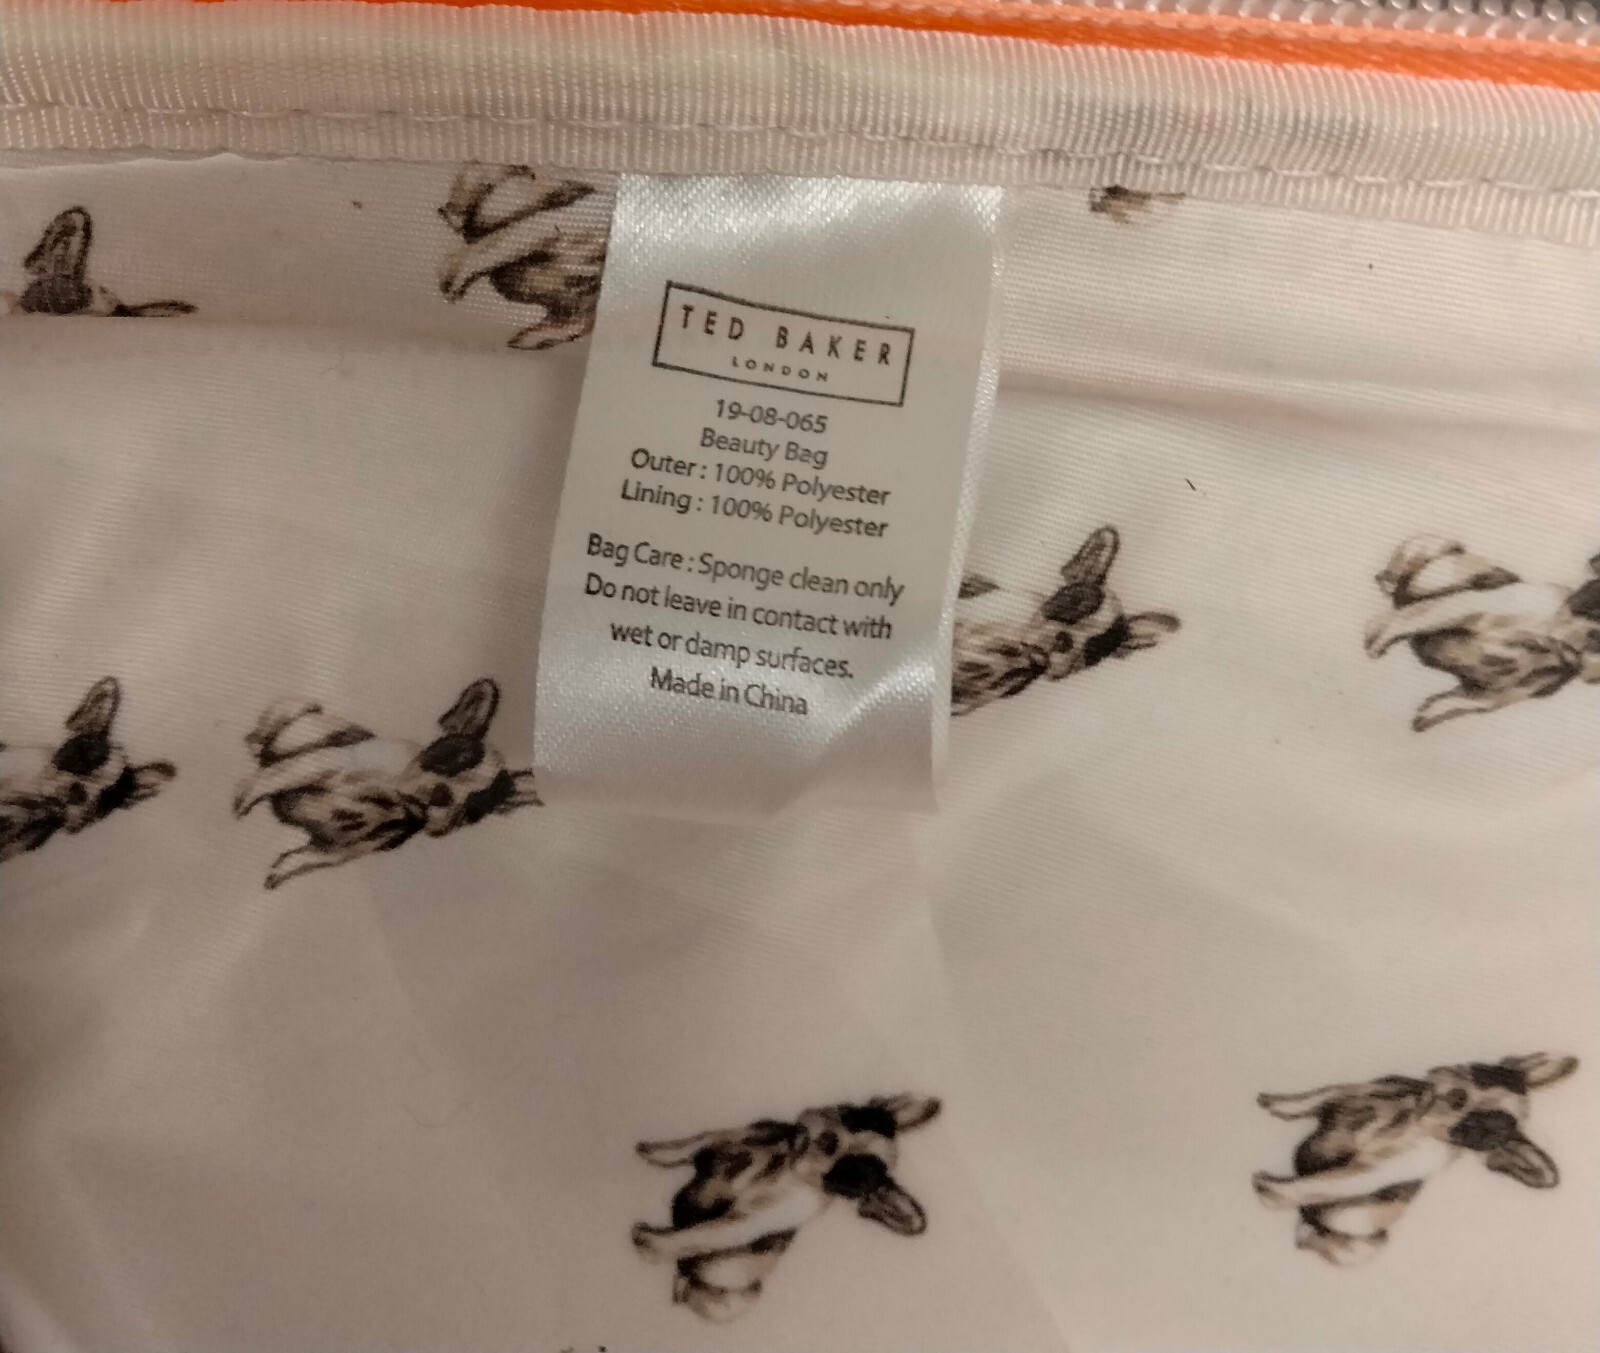 TED BAKER
LONDON
19-08-065
Beauty Bag
Outer : 100% Polyester
Lining : 100% Polyester
Bag Care : Sponge clean only
Do not leave in contact with
wet or damp surfaces.
Made in China